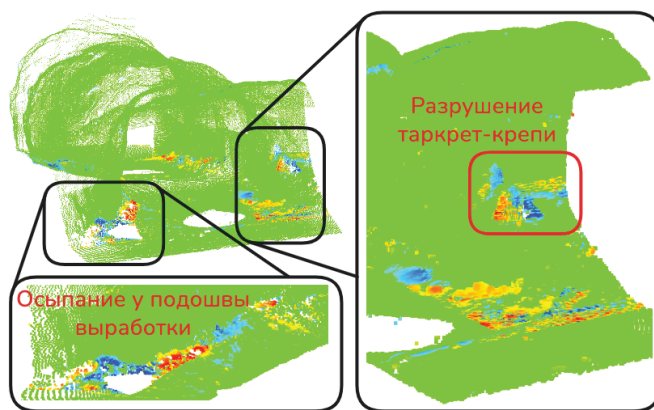 Разрушение
таркрет-крепи
Осыпание у подошвы
выработки